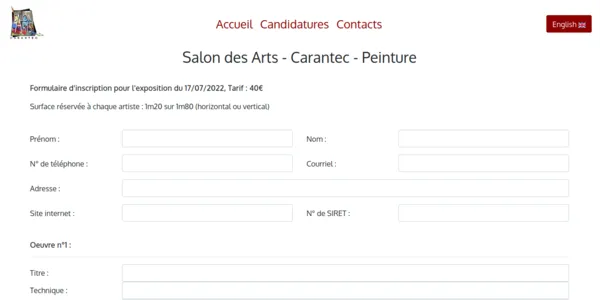 CARANTEC
Accueil Candidatures Contacts
English
Salon des Arts - Carantec - Peinture
Formulaire d'inscription pour l'exposition du 17/07/2022, Tarif : 40€
Surface réservée à chaque artiste : 1m20 sur 1m80 (horizontal ou vertical)
Prénom : Nom :
N° de téléphone : Courriel :
Adresse :
Site internet : N° de SIRET :
Oeuvre n°1 :
Titre :
Technique :